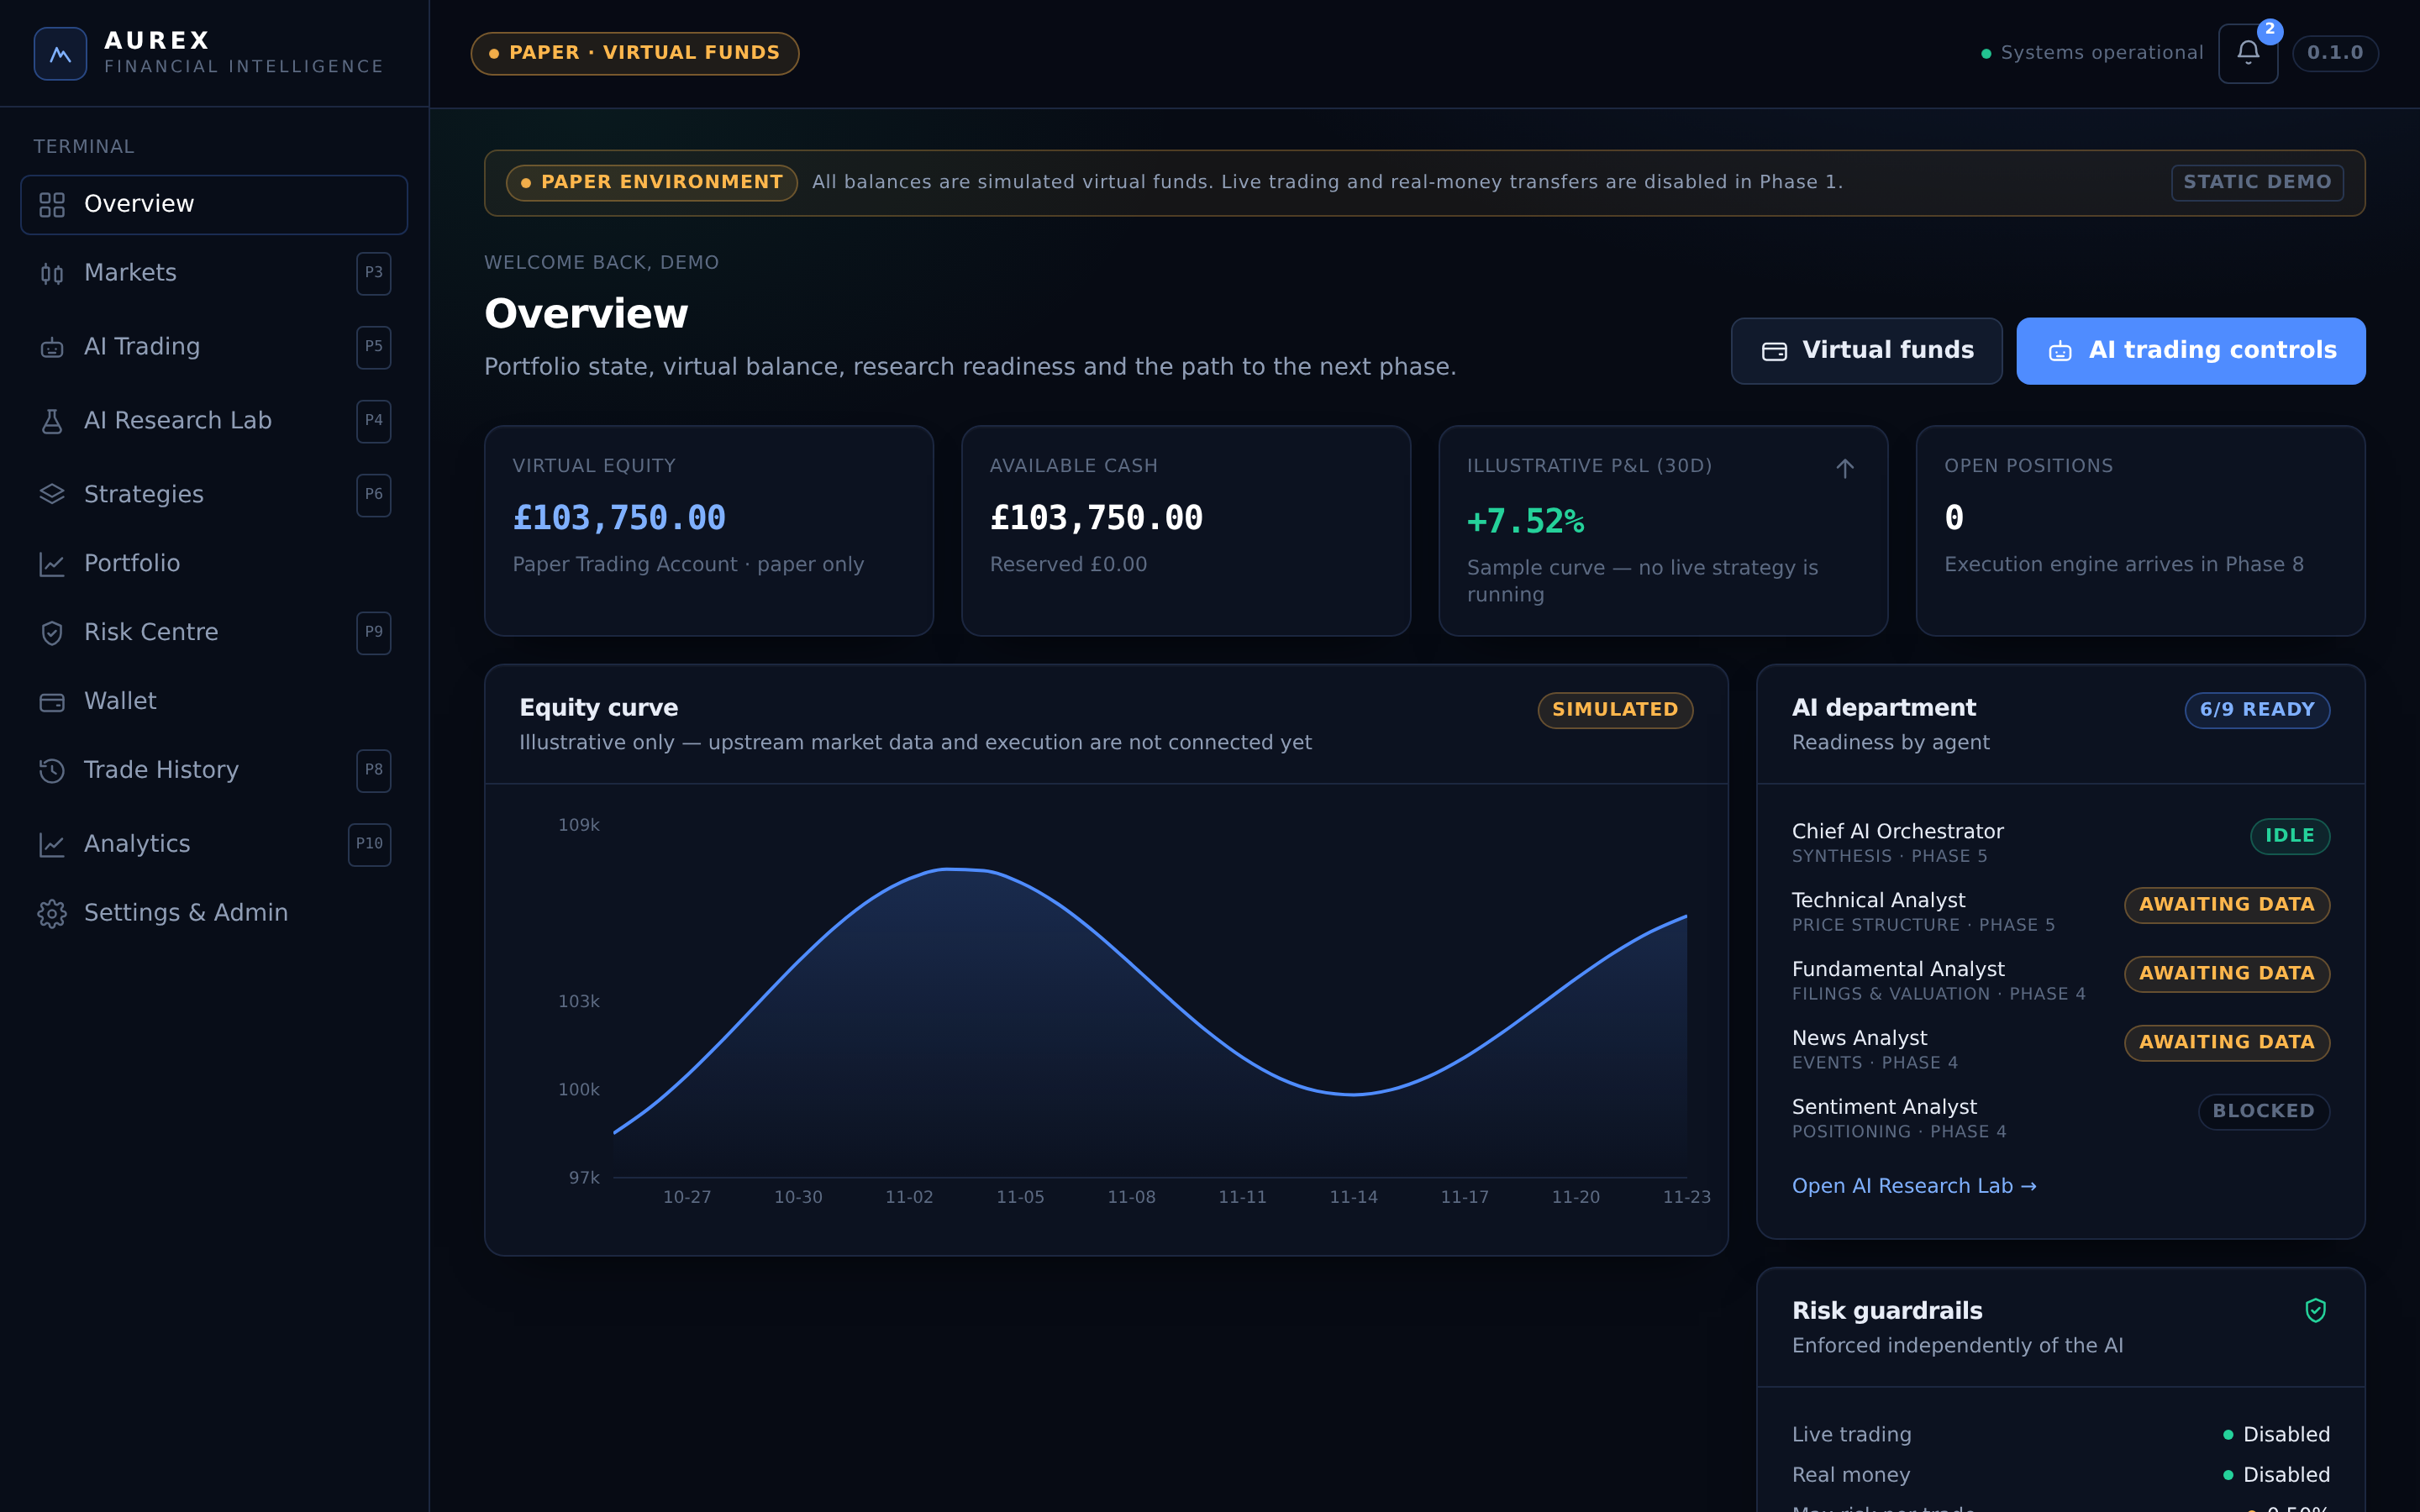 AUREX
FINANCIAL INTELLIGENCE
PAPER · VIRTUAL FUNDS
Systems operational
2
0.1.0
TERMINAL
Overview
Markets
P3
AI Trading
P5
AI Research Lab
P4
Strategies
P6
Portfolio
Risk Centre
P9
Wallet
Trade History
P8
Analytics
P10
Settings & Admin
PAPER ENVIRONMENT
All balances are simulated virtual funds. Live trading and real-money transfers are disabled in Phase 1.
STATIC DEMO
WELCOME BACK, DEMO
Overview
Portfolio state, virtual balance, research readiness and the path to the next phase.
Virtual funds
AI trading controls
VIRTUAL EQUITY
£103,750.00
Paper Trading Account · paper only
AVAILABLE CASH
£103,750.00
Reserved £0.00
ILLUSTRATIVE P&L (30D)
+7.52%
Sample curve — no live strategy is
running
OPEN POSITIONS
0
Execution engine arrives in Phase 8
Equity curve
Illustrative only — upstream market data and execution are not connected yet
SIMULATED
109k
103k
100k
97k
10-27
10-30
11-02
11-05
11-08
11-11
11-14
11-17
11-20
11-23
AI department
Readiness by agent
6/9 READY
Chief AI Orchestrator
SYNTHESIS · PHASE 5
IDLE
Technical Analyst
PRICE STRUCTURE · PHASE 5
AWAITING DATA
Fundamental Analyst
FILINGS & VALUATION · PHASE 4
AWAITING DATA
News Analyst
EVENTS · PHASE 4
AWAITING DATA
Sentiment Analyst
POSITIONING · PHASE 4
BLOCKED
Open AI Research Lab →
Risk guardrails
Enforced independently of the AI
Live trading
Disabled
Real money
Disabled
Max risk per trade
0.50%